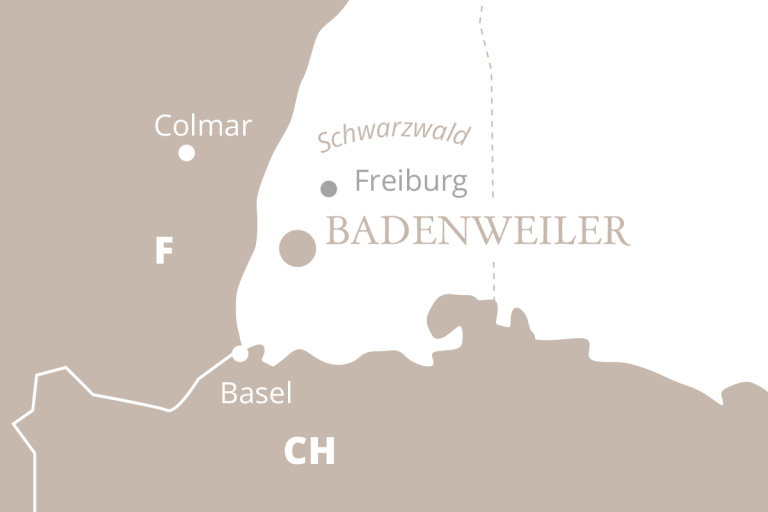 Colmar
Schwarzwald
Freiburg
BADENWEILER
F
Basel
CH